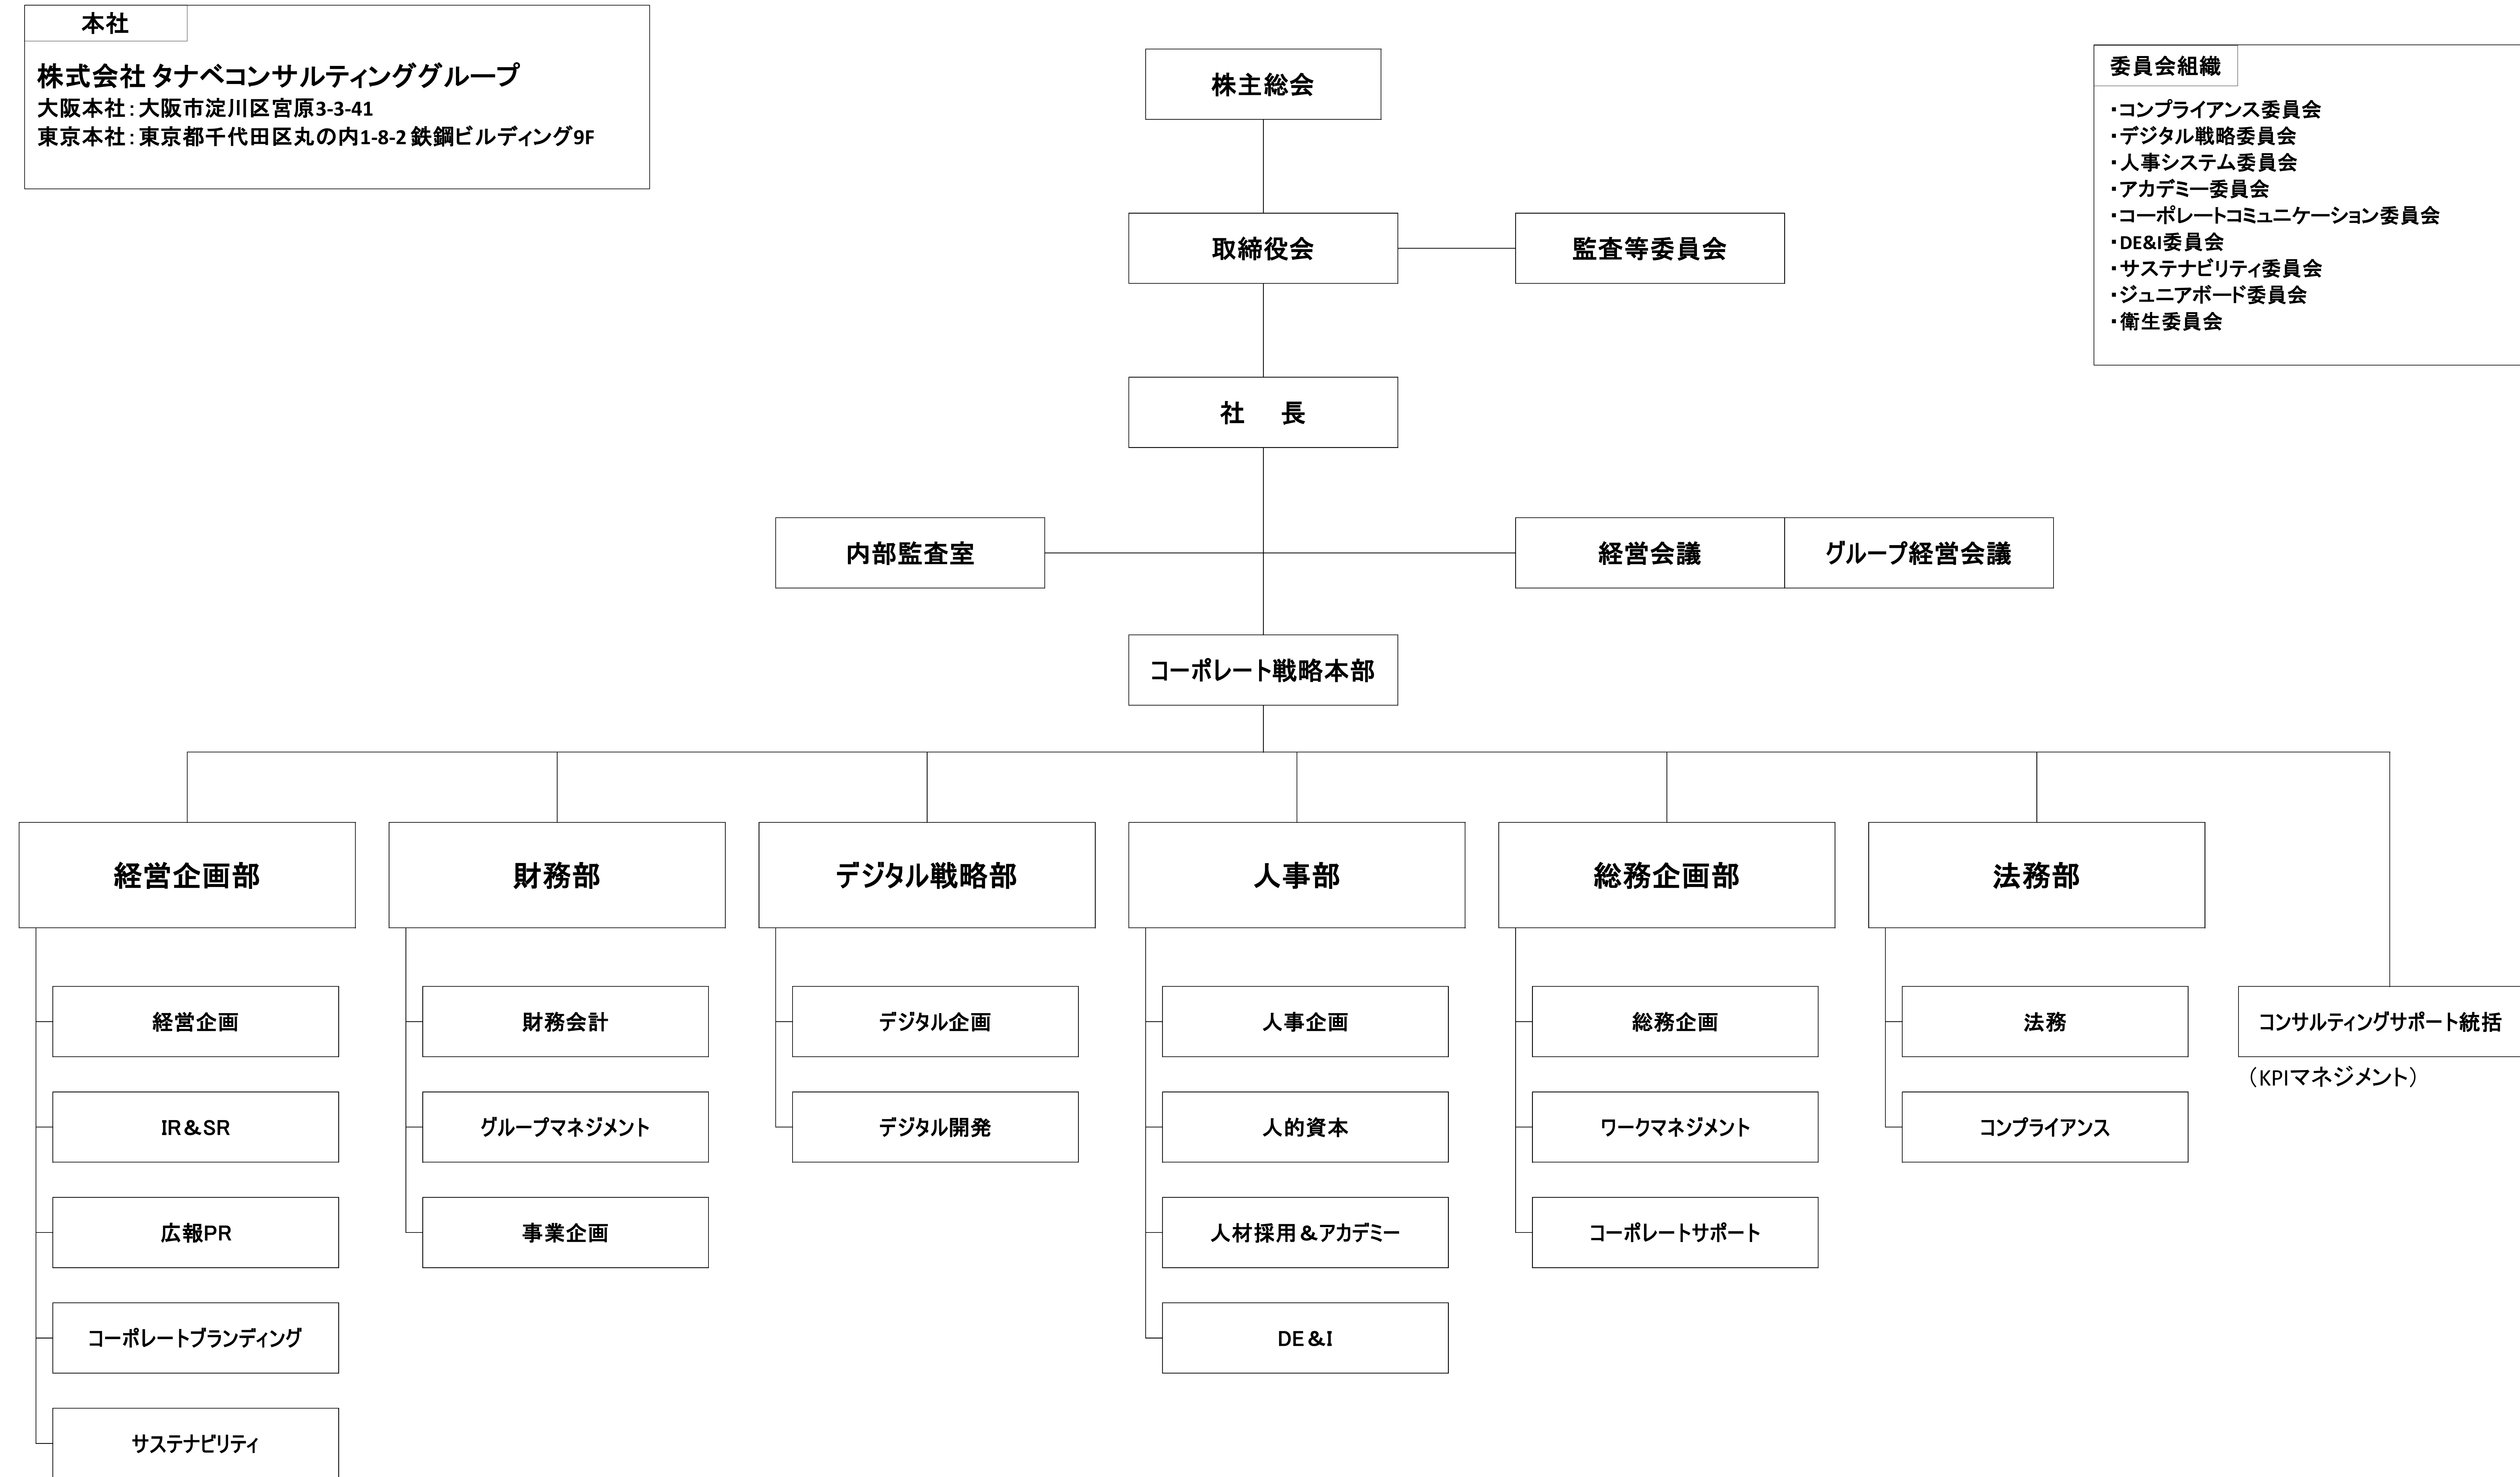 本社
株式会社 タナベコンサルティンググループ
大阪本社：大阪市淀川区宮原3-3-41
東京本社：東京都千代田区丸の内1-8-2 鉄鋼ビルディング9F
委員会組織
・コンプライアンス委員会
・デジタル戦略委員会
・人事システム委員会
・アカデミー委員会
・コーポレートコミュニケーション委員会
・DE&I委員会
・サステナビリティ委員会
・ジュニアボード委員会
・衛生委員会
株主総会
取締役会
監査等委員会
社　長
内部監査室
経営会議
グループ経営会議
コーポレート戦略本部
経営企画部
財務部
デジタル戦略部
人事部
総務企画部
法務部
経営企画
財務会計
デジタル企画
人事企画
総務企画
法務
コンサルティングサポート統括
（KPIマネジメント）
IR＆SR
グループマネジメント
デジタル開発
人的資本
ワークマネジメント
コンプライアンス
広報PR
事業企画
人材採用＆アカデミー
コーポレートサポート
コーポレートブランディング
DE＆I
サステナビリティ